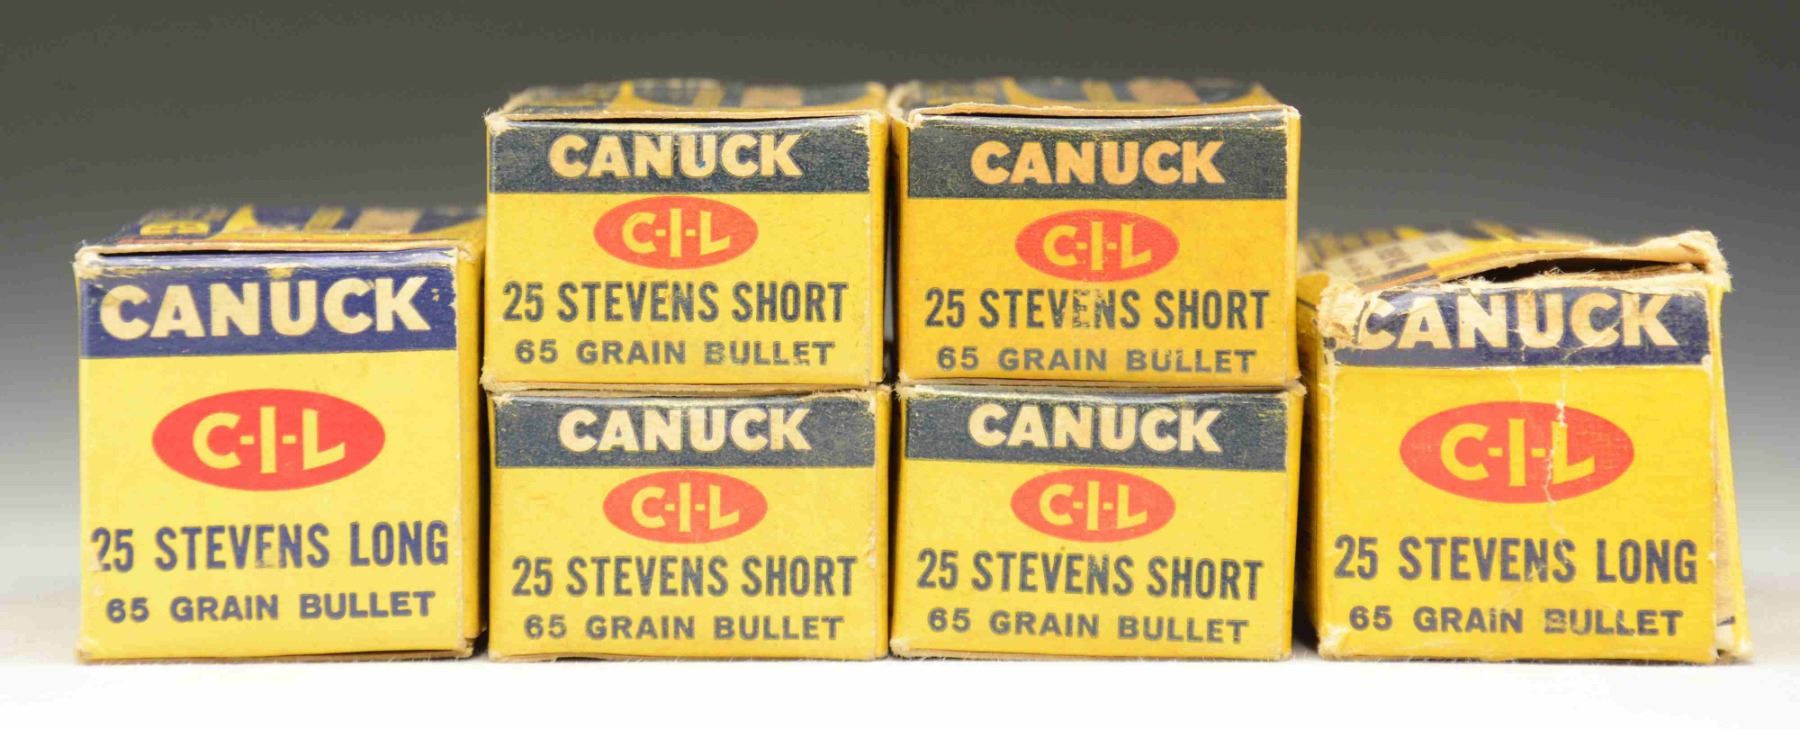 CANUCK
C-I-L
25 STEVENS LONG
65 GRAIN BULLET
CANUCK
C-I-L
25 STEVENS SHORT
65 GRAIN BULLET
CANUCK
C-I-L
25 STEVENS SHORT
65 GRAIN BULLET
CANUCK
C-I-L
25 STEVENS SHORT
65 GRAIN BULLET
CANUCK
C-I-L
25 STEVENS SHORT
65 GRAIN BULLET
CANUCK
C-I-L
25 STEVENS LONG
65 GRAIN BULLET